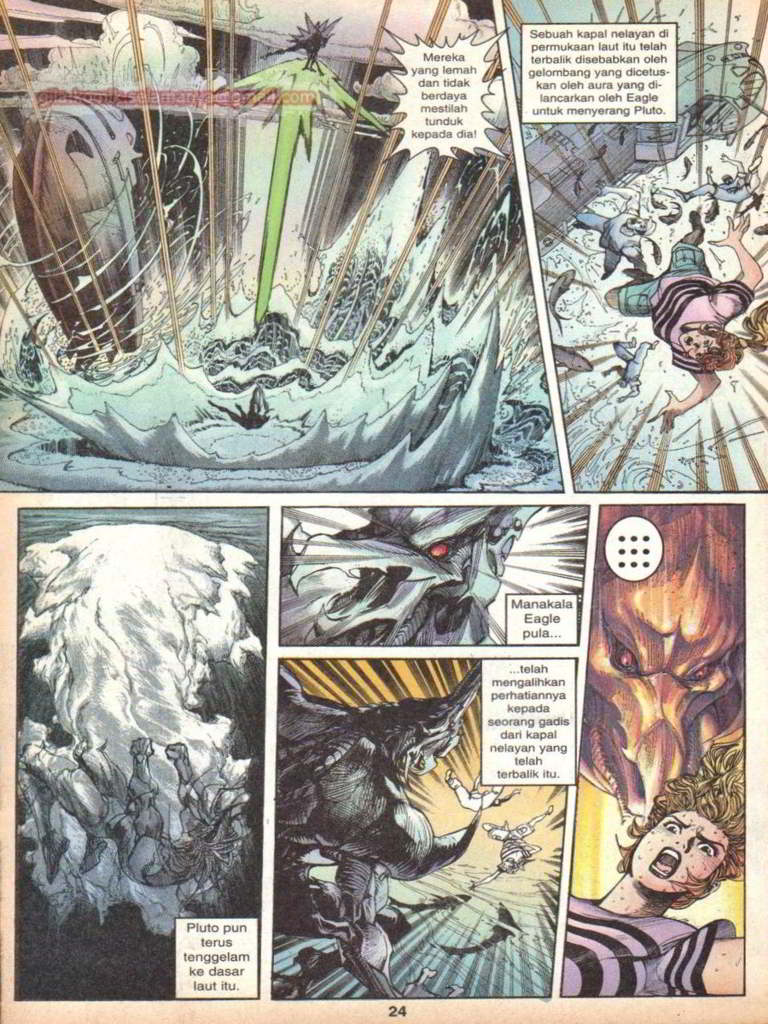 Mereka
yang lemah
dan tidak
berdaya
mestilah
tunduk
kepada dia!
Sebuah kapal nelayan di
permukaan laut itu telah
terbalik disebabkan oleh
gelombang yang dicetus-
kan oleh aura yang di-
lancarkan oleh Eagle
untuk menyerang Pluto.
Pluto pun
terus
tenggelam
ke dasar
laut itu.
Manakala
Eagle
pula...
...telah
mengalihkan
perhatiannya
kepada
seorang gadis
dari kapal
nelayan yang
telah
terbalik itu.
24